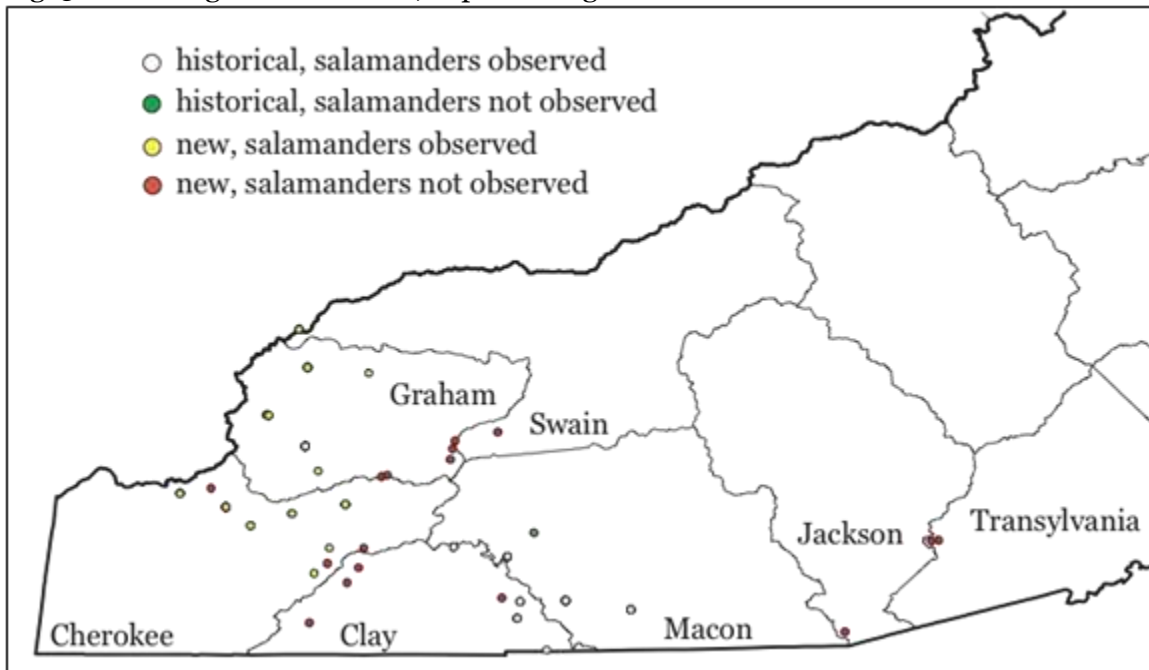 historical, salamanders observed
historical, salamanders not observed
new, salamanders observed
new, salamanders not observed
Graham
Swain
Jackson
Transylvania
Cherokee
Clay
Macon